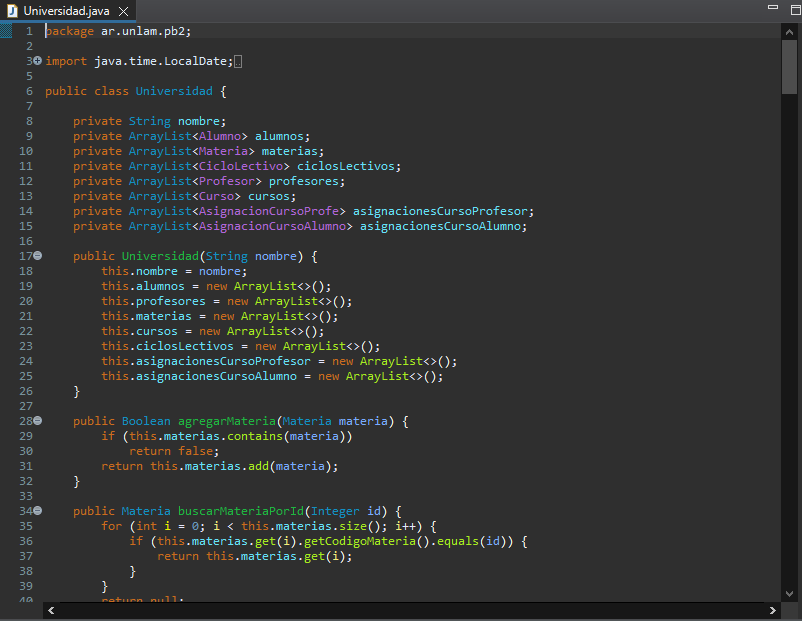 Universidad.java
1 package ar.unlam.pb2;
2
3 import java.time.LocalDate;
5
6 public class Universidad {
7
8 private String nombre;
9 private ArrayList<Alumno> alumnos;
10 private ArrayList<Materia> materias;
11 private ArrayList<CicloLectivo> ciclosLectivos;
12 private ArrayList<Profesor> profesores;
13 private ArrayList<Curso> cursos;
14 private ArrayList<AsignacionCursoProfe> asignacionesCursoProfesor;
15 private ArrayList<AsignacionCursoAlumno> asignacionesCursoAlumno;
16
17 public Universidad(String nombre) {
18 this.nombre = nombre;
19 this.alumnos = new ArrayList<>();
20 this.profesores = new ArrayList<>();
21 this.materias = new ArrayList<>();
22 this.cursos = new ArrayList<>();
23 this.ciclosLectivos = new ArrayList<>();
24 this.asignacionesCursoProfesor = new ArrayList<>();
25 this.asignacionesCursoAlumno = new ArrayList<>();
26 }
27
28 public Boolean agregarMateria(Materia materia) {
29 if (this.materias.contains(materia))
30 return false;
31 return this.materias.add(materia);
32 }
33
34 public Materia buscarMateriaPorId(Integer id) {
35 for (int i = 0; i < this.materias.size(); i++) {
36 if (this.materias.get(i).getCodigoMateria().equals(id)) {
37 return this.materias.get(i);
38 }
39 }
40 return null;